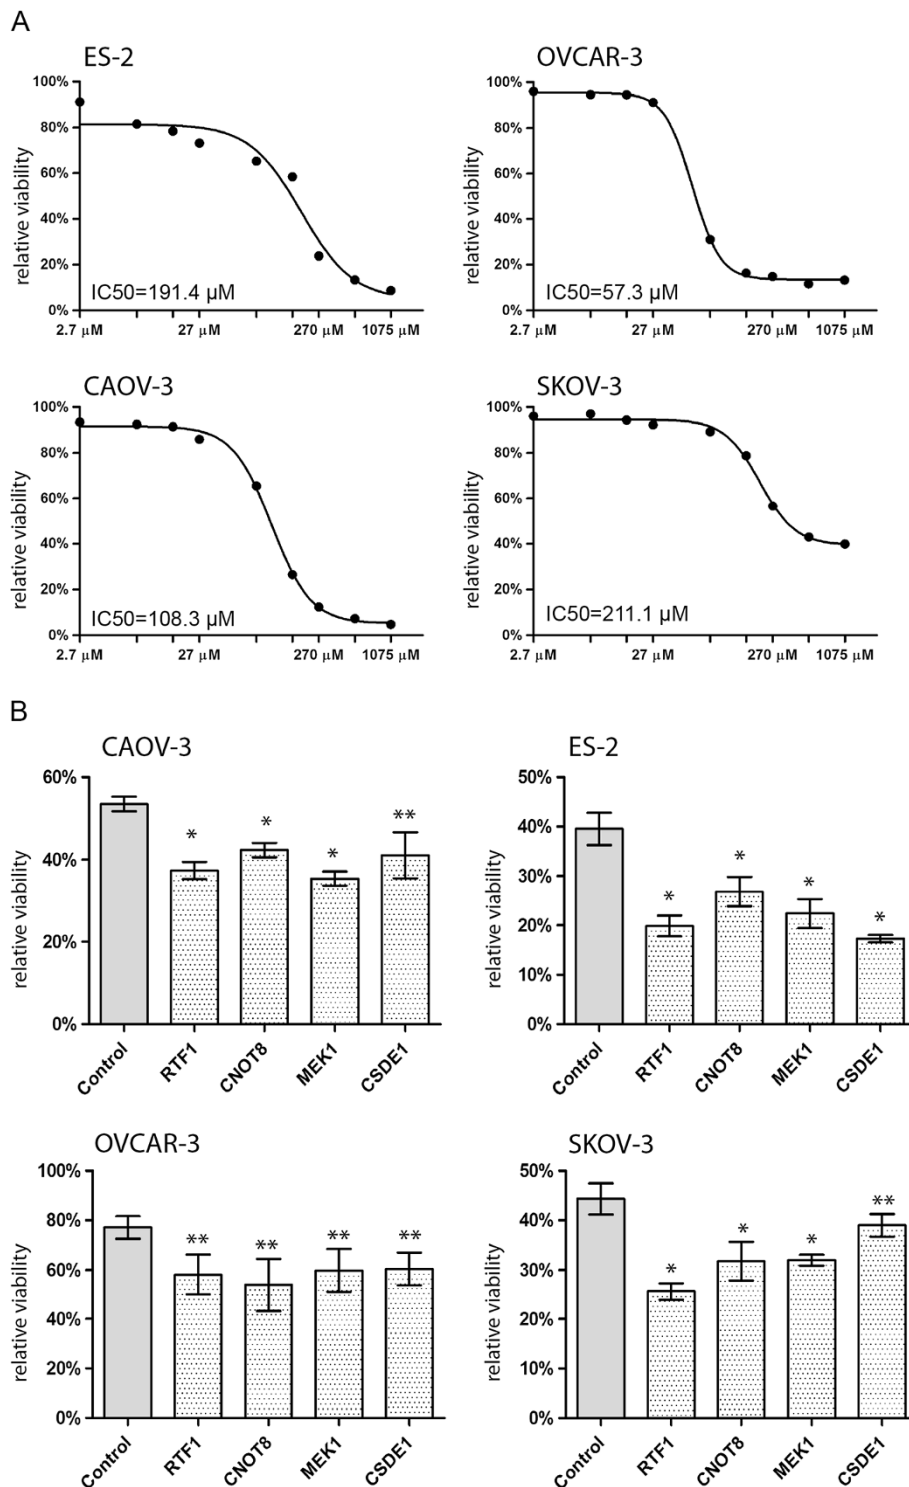 A
ES-2
100%
80%
60%
40%
20%
0%
relative viability
IC50=191.4 µM
2.7 µM 27 µM 270 µM 1075 µM
OVCAR-3
100%
80%
60%
40%
20%
0%
relative viability
IC50=57.3 µM
2.7 µM 27 µM 270 µM 1075 µM
CAOV-3
100%
80%
60%
40%
20%
0%
relative viability
IC50=108.3 µM
2.7 µM 27 µM 270 µM 1075 µM
SKOV-3
100%
80%
60%
40%
20%
0%
relative viability
IC50=211.1 µM
2.7 µM 27 µM 270 µM 1075 µM
B
CAOV-3
60%
40%
20%
0%
relative viability
* * * **
Control RTF1 CNOT8 MEK1 CSDE1
ES-2
50%
40%
30%
20%
10%
0%
relative viability
* * * *
Control RTF1 CNOT8 MEK1 CSDE1
OVCAR-3
100%
80%
60%
40%
20%
0%
relative viability
** ** ** **
Control RTF1 CNOT8 MEK1 CSDE1
SKOV-3
50%
40%
30%
20%
10%
0%
relative viability
* * * **
Control RTF1 CNOT8 MEK1 CSDE1